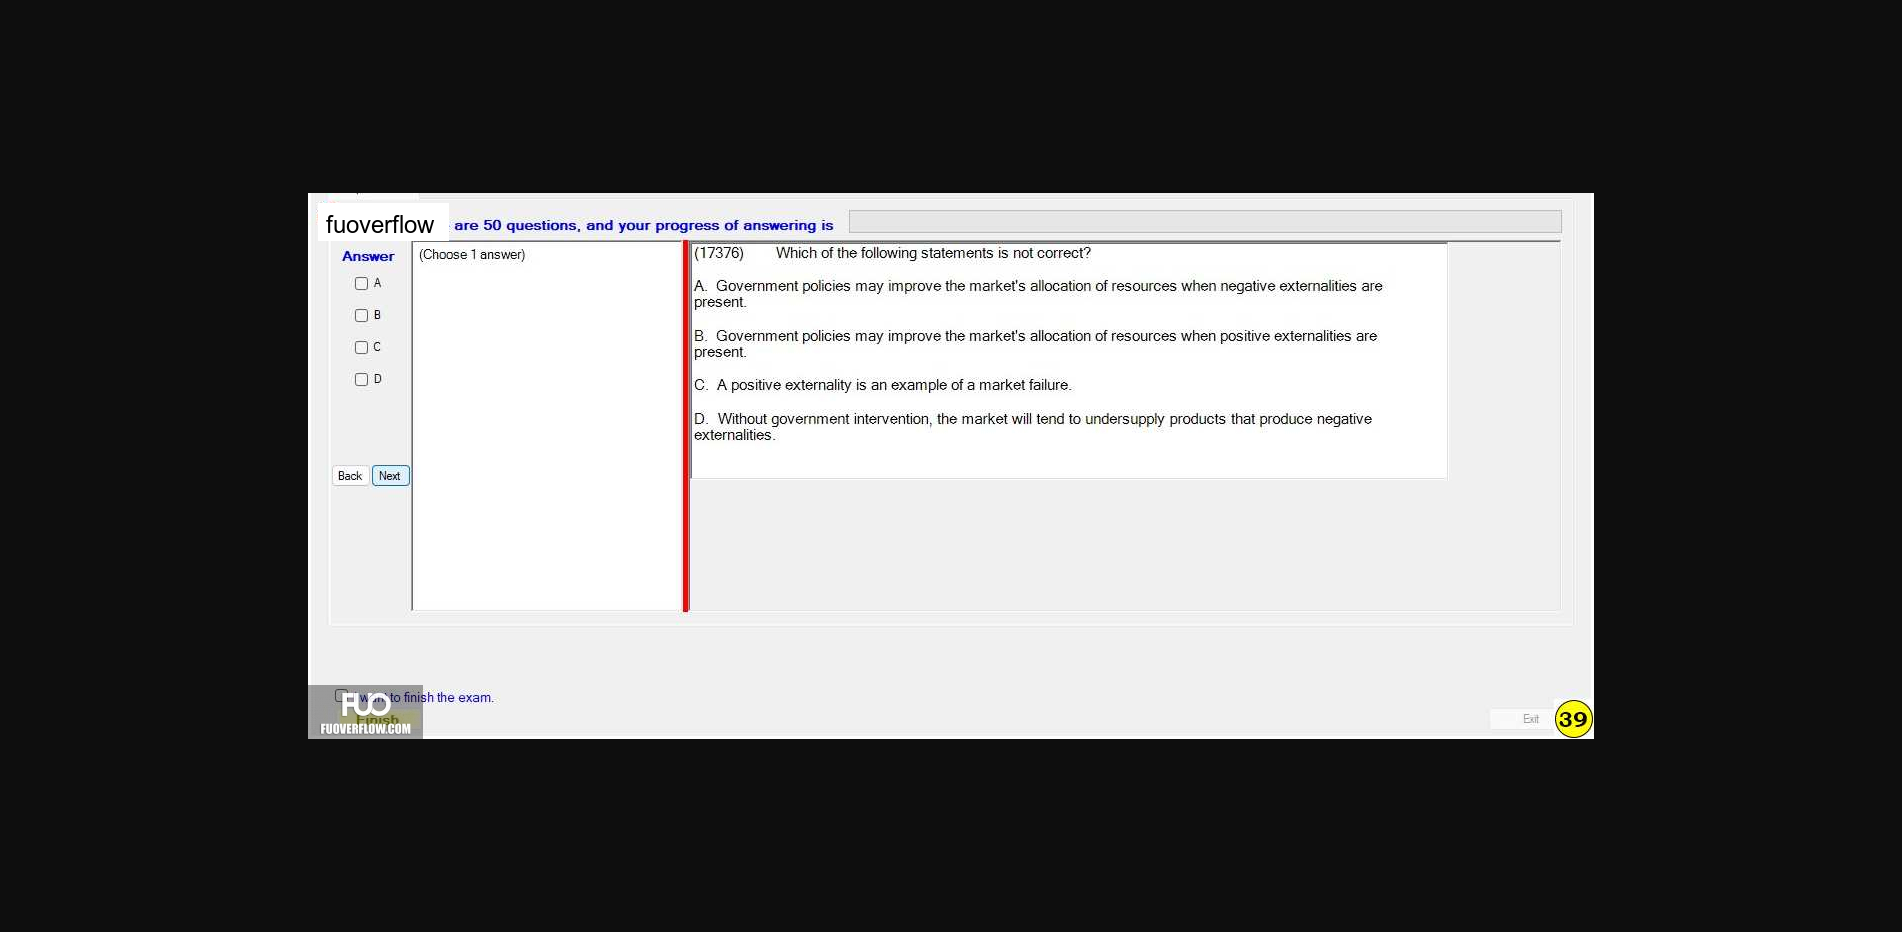 fuoverflow are 50 questions, and your progress of answering is
Answer
(Choose 1 answer)
A
B
C
D
Back Next
(17376) Which of the following statements is not correct?
A. Government policies may improve the market's allocation of resources when negative externalities are
present.
B. Government policies may improve the market's allocation of resources when positive externalities are
present.
C. A positive externality is an example of a market failure.
D. Without government intervention, the market will tend to undersupply products that produce negative
externalities.
I want to finish the exam.
Finish
FUO
FUOVERFLOW.COM
Exit
39